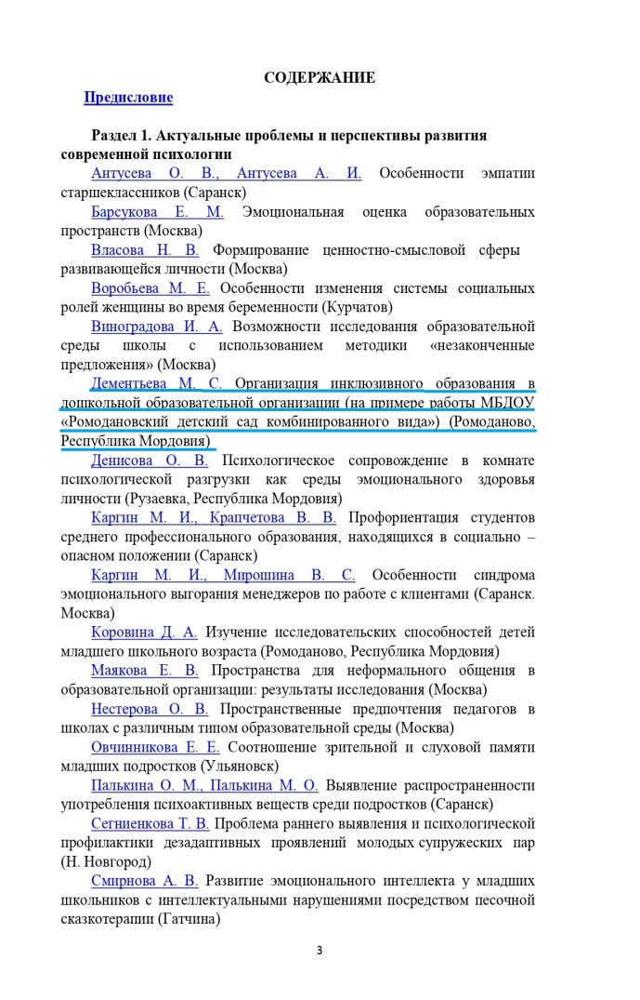 СОДЕРЖАНИЕ
Предисловие
Раздел 1. Актуальные проблемы и перспективы развития
современной психологии
Антусева О. В., Антусева А. И. Особенности эмпатии
старшеклассников (Саранск)
Барсукова Е. М. Эмоциональная оценка образовательных
пространств (Москва)
Власова Н. В. Формирование ценностно-смысловой сферы
развивающейся личности (Москва)
Воробьева М. Е. Особенности изменения системы социальных
ролей женщины во время беременности (Курчатов)
Виноградова И. А. Возможности исследования образовательной
среды школы с использованием методики «незаконченные
предложения» (Москва)
Дементьева М. С. Организация инклюзивного образования в
дошкольной образовательной организации (на примере работы МБДОУ
«Ромодановский детский сад комбинированного вида») (Ромоданово,
Республика Мордовия)
Денисова О. В. Психологическое сопровождение в комнате
психологической разгрузки как среды эмоционального здоровья
личности (Рузаевка, Республика Мордовия)
Каргин М. И., Крапчетова В. В. Профориентация студентов
среднего профессионального образования, находящихся в социально –
опасном положении (Саранск)
Каргин М. И., Мирошина В. С. Особенности синдрома
эмоционального выгорания менеджеров по работе с клиентами (Саранск.
Москва)
Коровина Д. А. Изучение исследовательских способностей детей
младшего школьного возраста (Ромоданово, Республика Мордовия)
Маякова Е. В. Пространства для неформального общения в
образовательной организации: результаты исследования (Москва)
Нестерова О. В. Пространственные предпочтения педагогов в
школах с различным типом образовательной среды (Москва)
Овчинникова Е. Е. Соотношение зрительной и слуховой памяти
младших подростков (Ульяновск)
Палькина О. М., Палькина М. О. Выявление распространенности
употребления психоактивных веществ среди подростков (Саранск)
Сегниенкова Т. В. Проблема раннего выявления и психологической
профилактики дезадаптивных проявлений молодых супружеских пар
(Н. Новгород)
Смирнова А. В. Развитие эмоционального интеллекта у младших
школьников с интеллектуальными нарушениями посредством песочной
сказкотерапии (Гатчина)
3